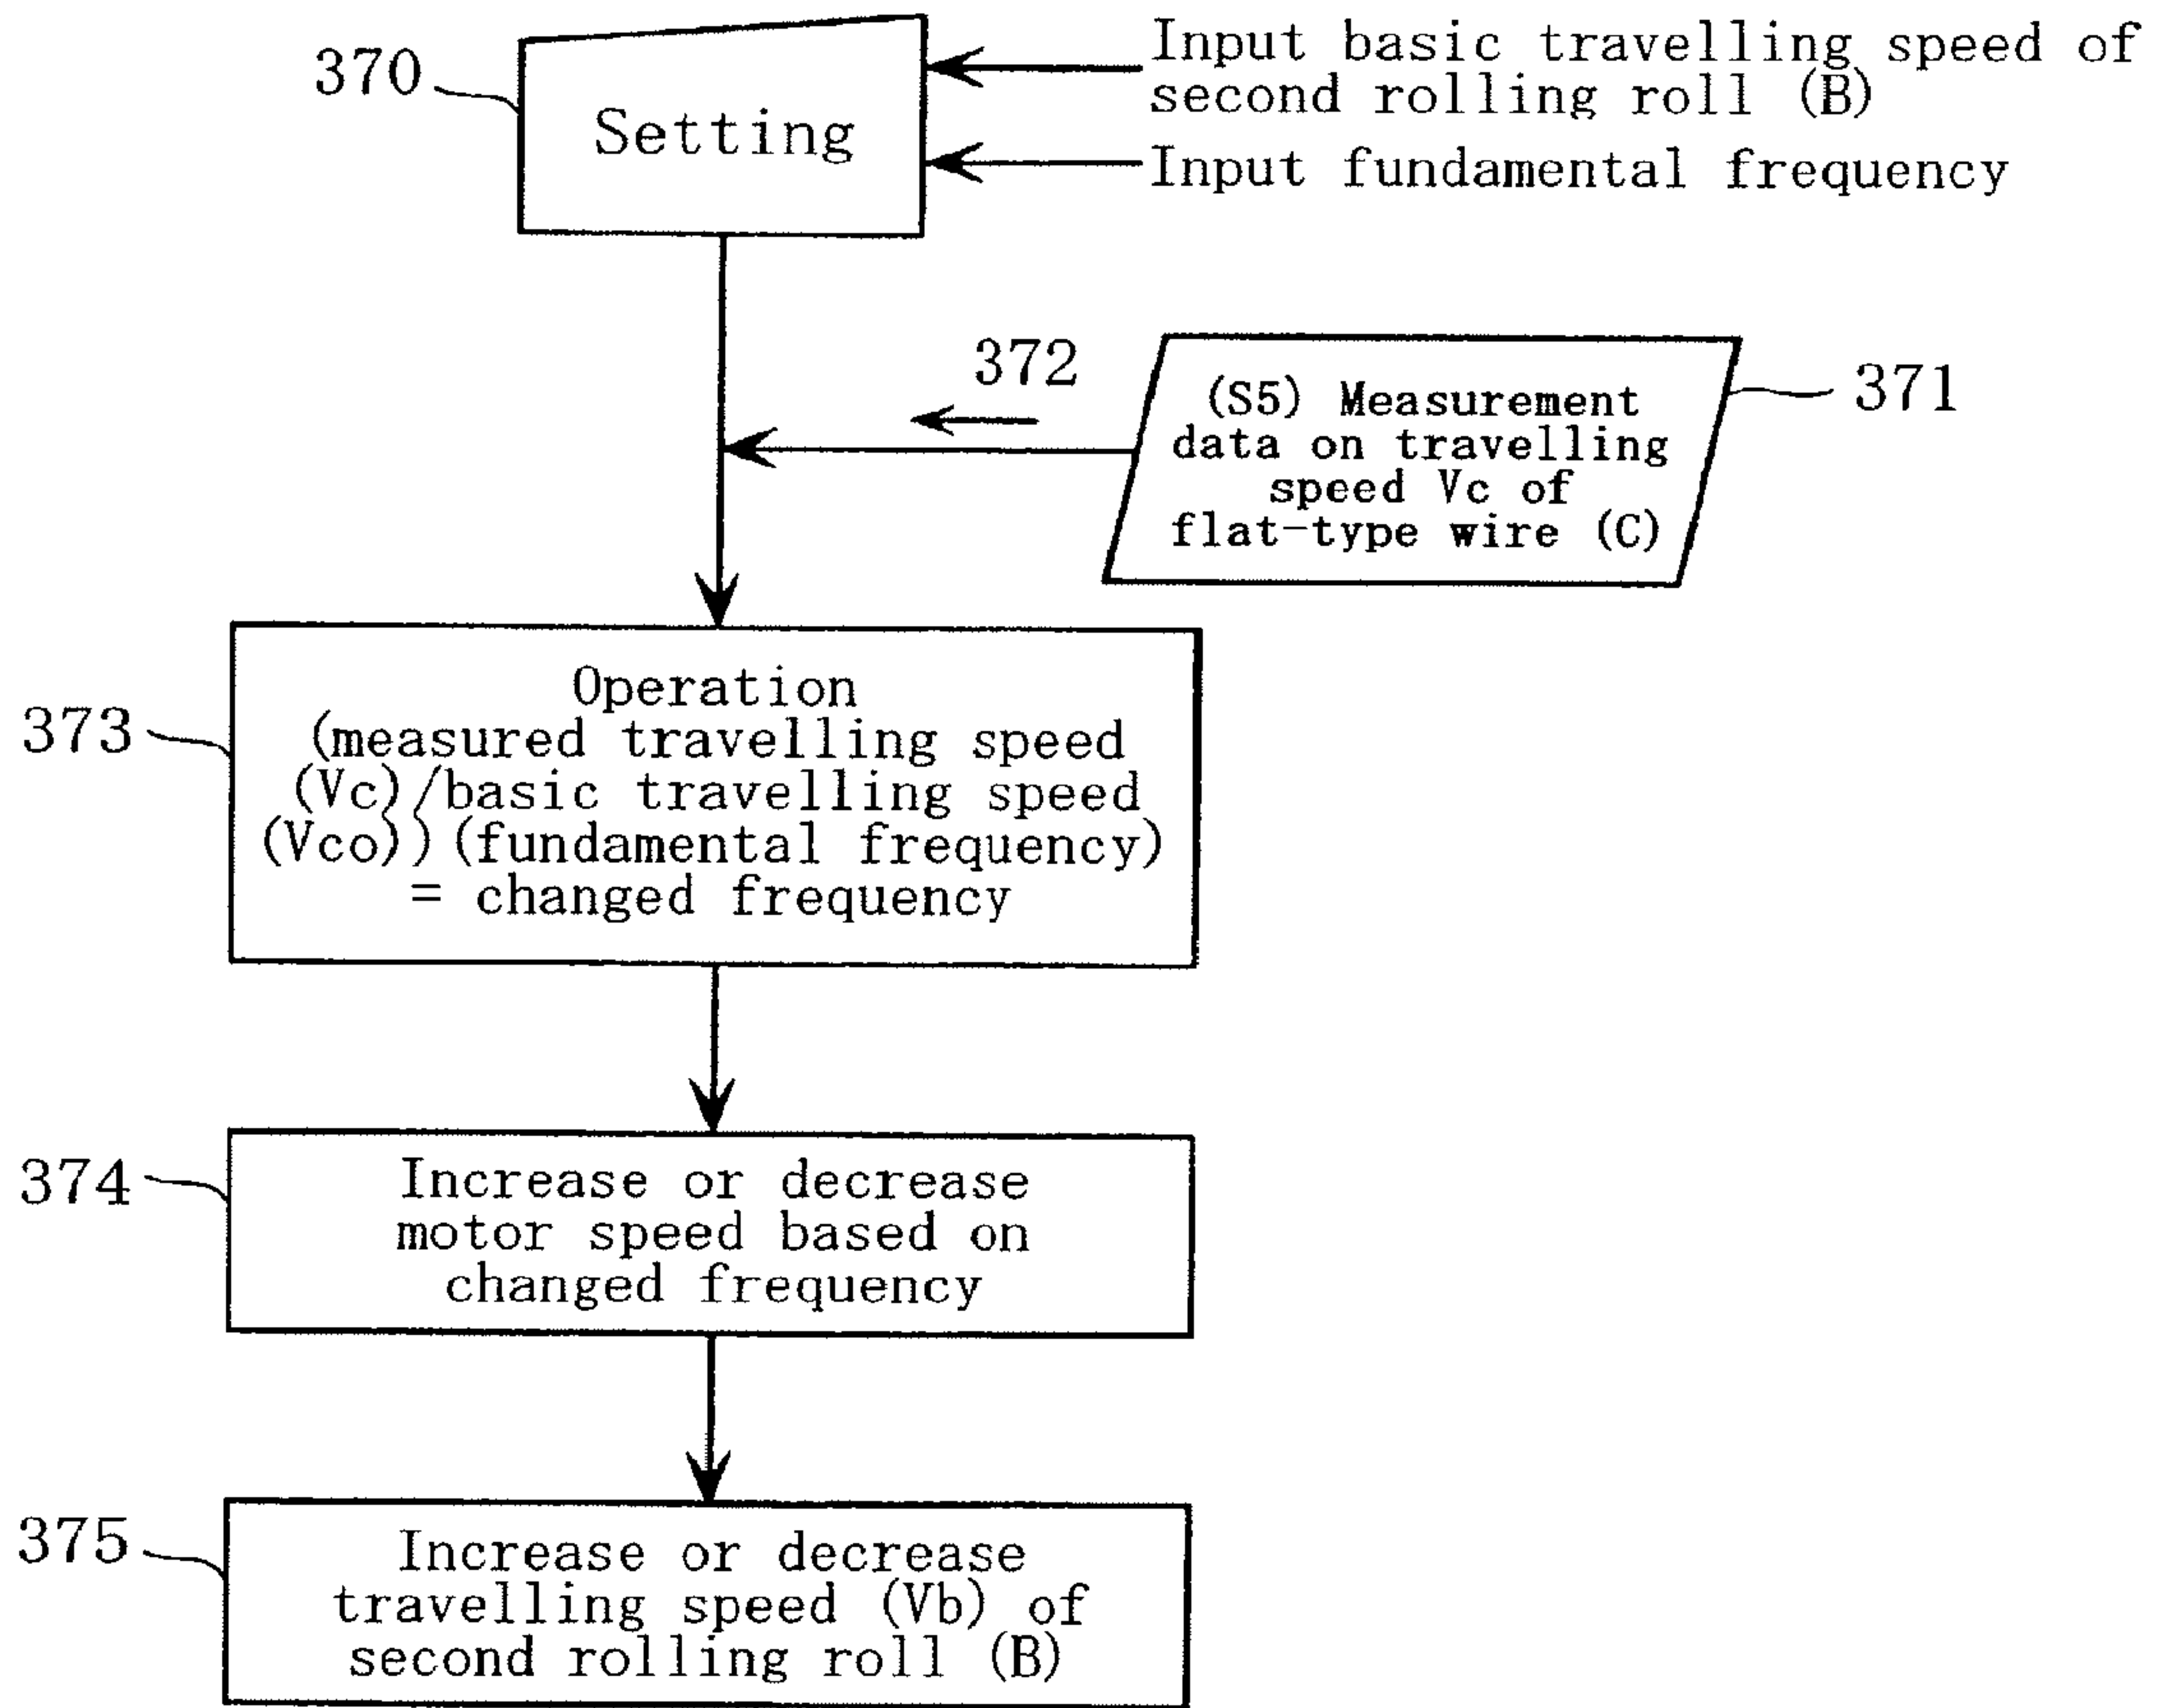 370
Setting
Input basic travelling speed of
second rolling roll (B)
Input fundamental frequency
372
(S5) Measurement
data on travelling
speed Vc of
flat-type wire (C)
371
373
Operation
(measured travelling speed
(Vc)/basic travelling speed
(Vco))(fundamental frequency)
= changed frequency
374
Increase or decrease
motor speed based on
changed frequency
375
Increase or decrease
travelling speed (Vb) of
second rolling roll (B)